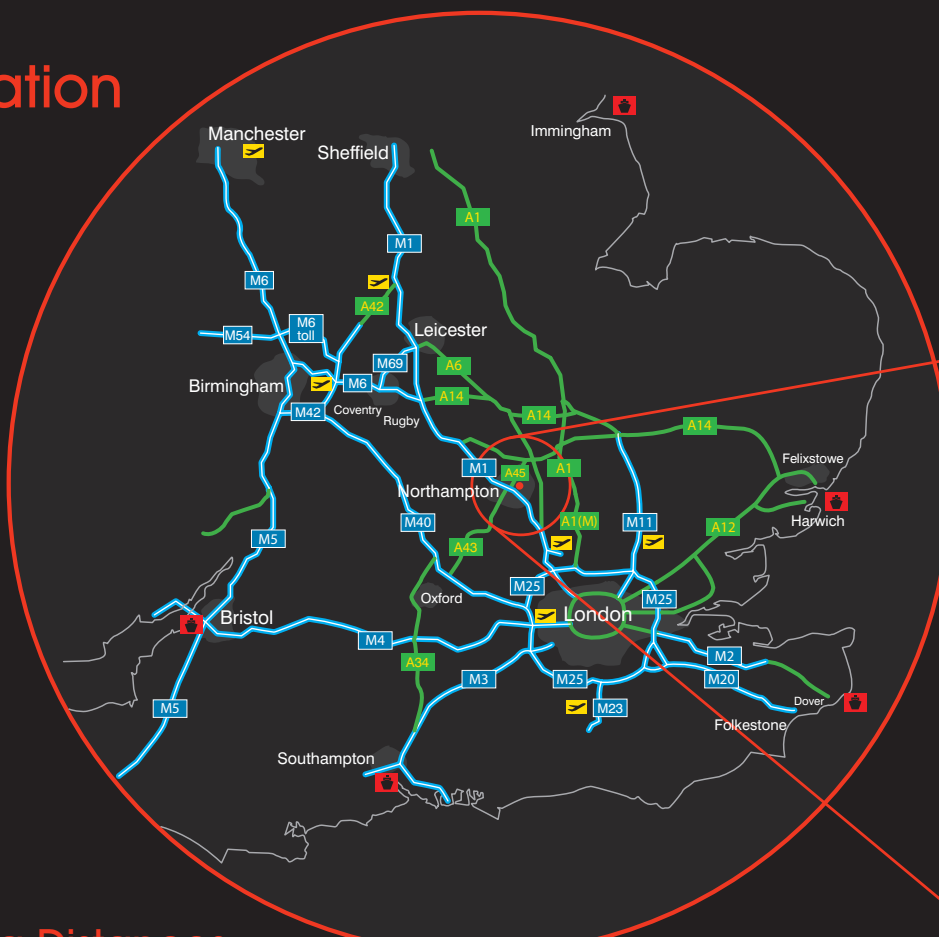 ation
Immingham
Manchester
Sheffield
A1
M1
M6
A42
M6
toll
M54
Leicester
M69
A6
Birmingham
M6
A14
M42
Coventry
Rugby
A14
A14
Felixstowe
M1
A45
A1
Northampton
Harwich
M40
A1(M)
M11
A12
M5
A43
M25
Oxford
M25
Bristol
London
M4
M2
A34
M3
M25
M20
Dover
M5
M23
Folkestone
Southampton